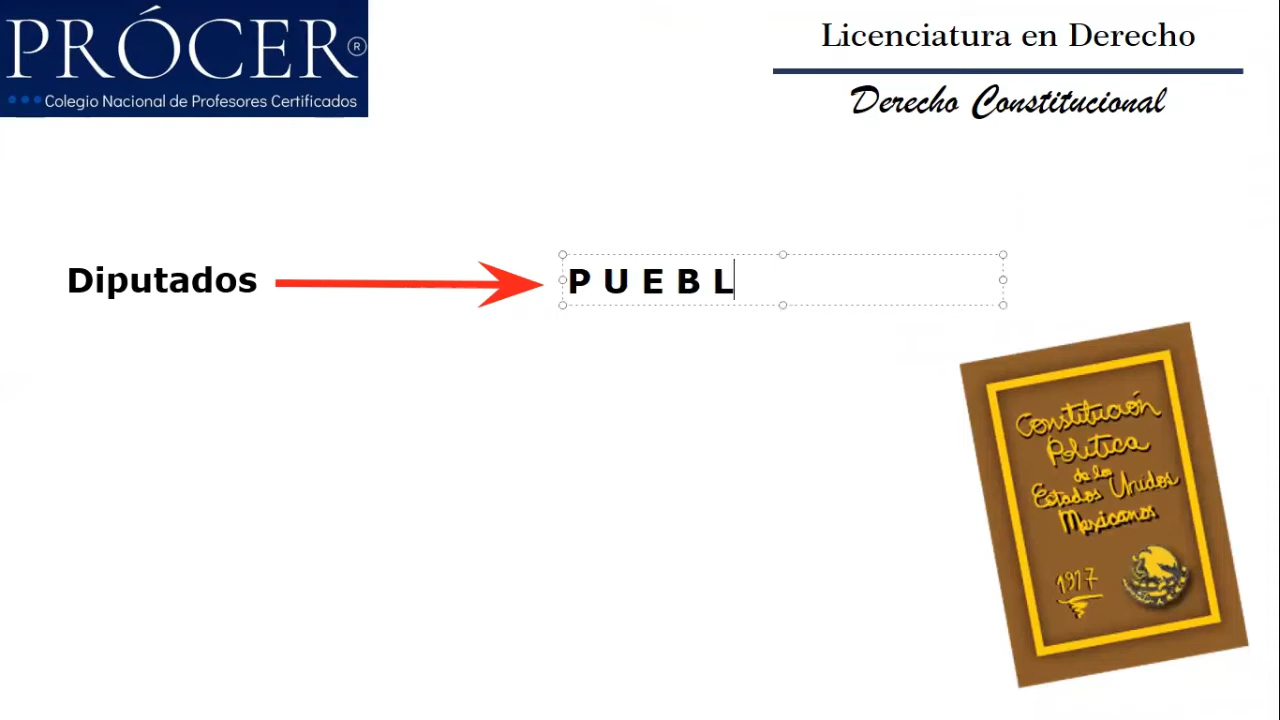 PRÓCER®
Colegio Nacional de Profesores Certificados
Licenciatura en Derecho
Derecho Constitucional
Diputados
P U E B L
Constitución
Política
de los
Estados Unidos
Mexicanos
1917